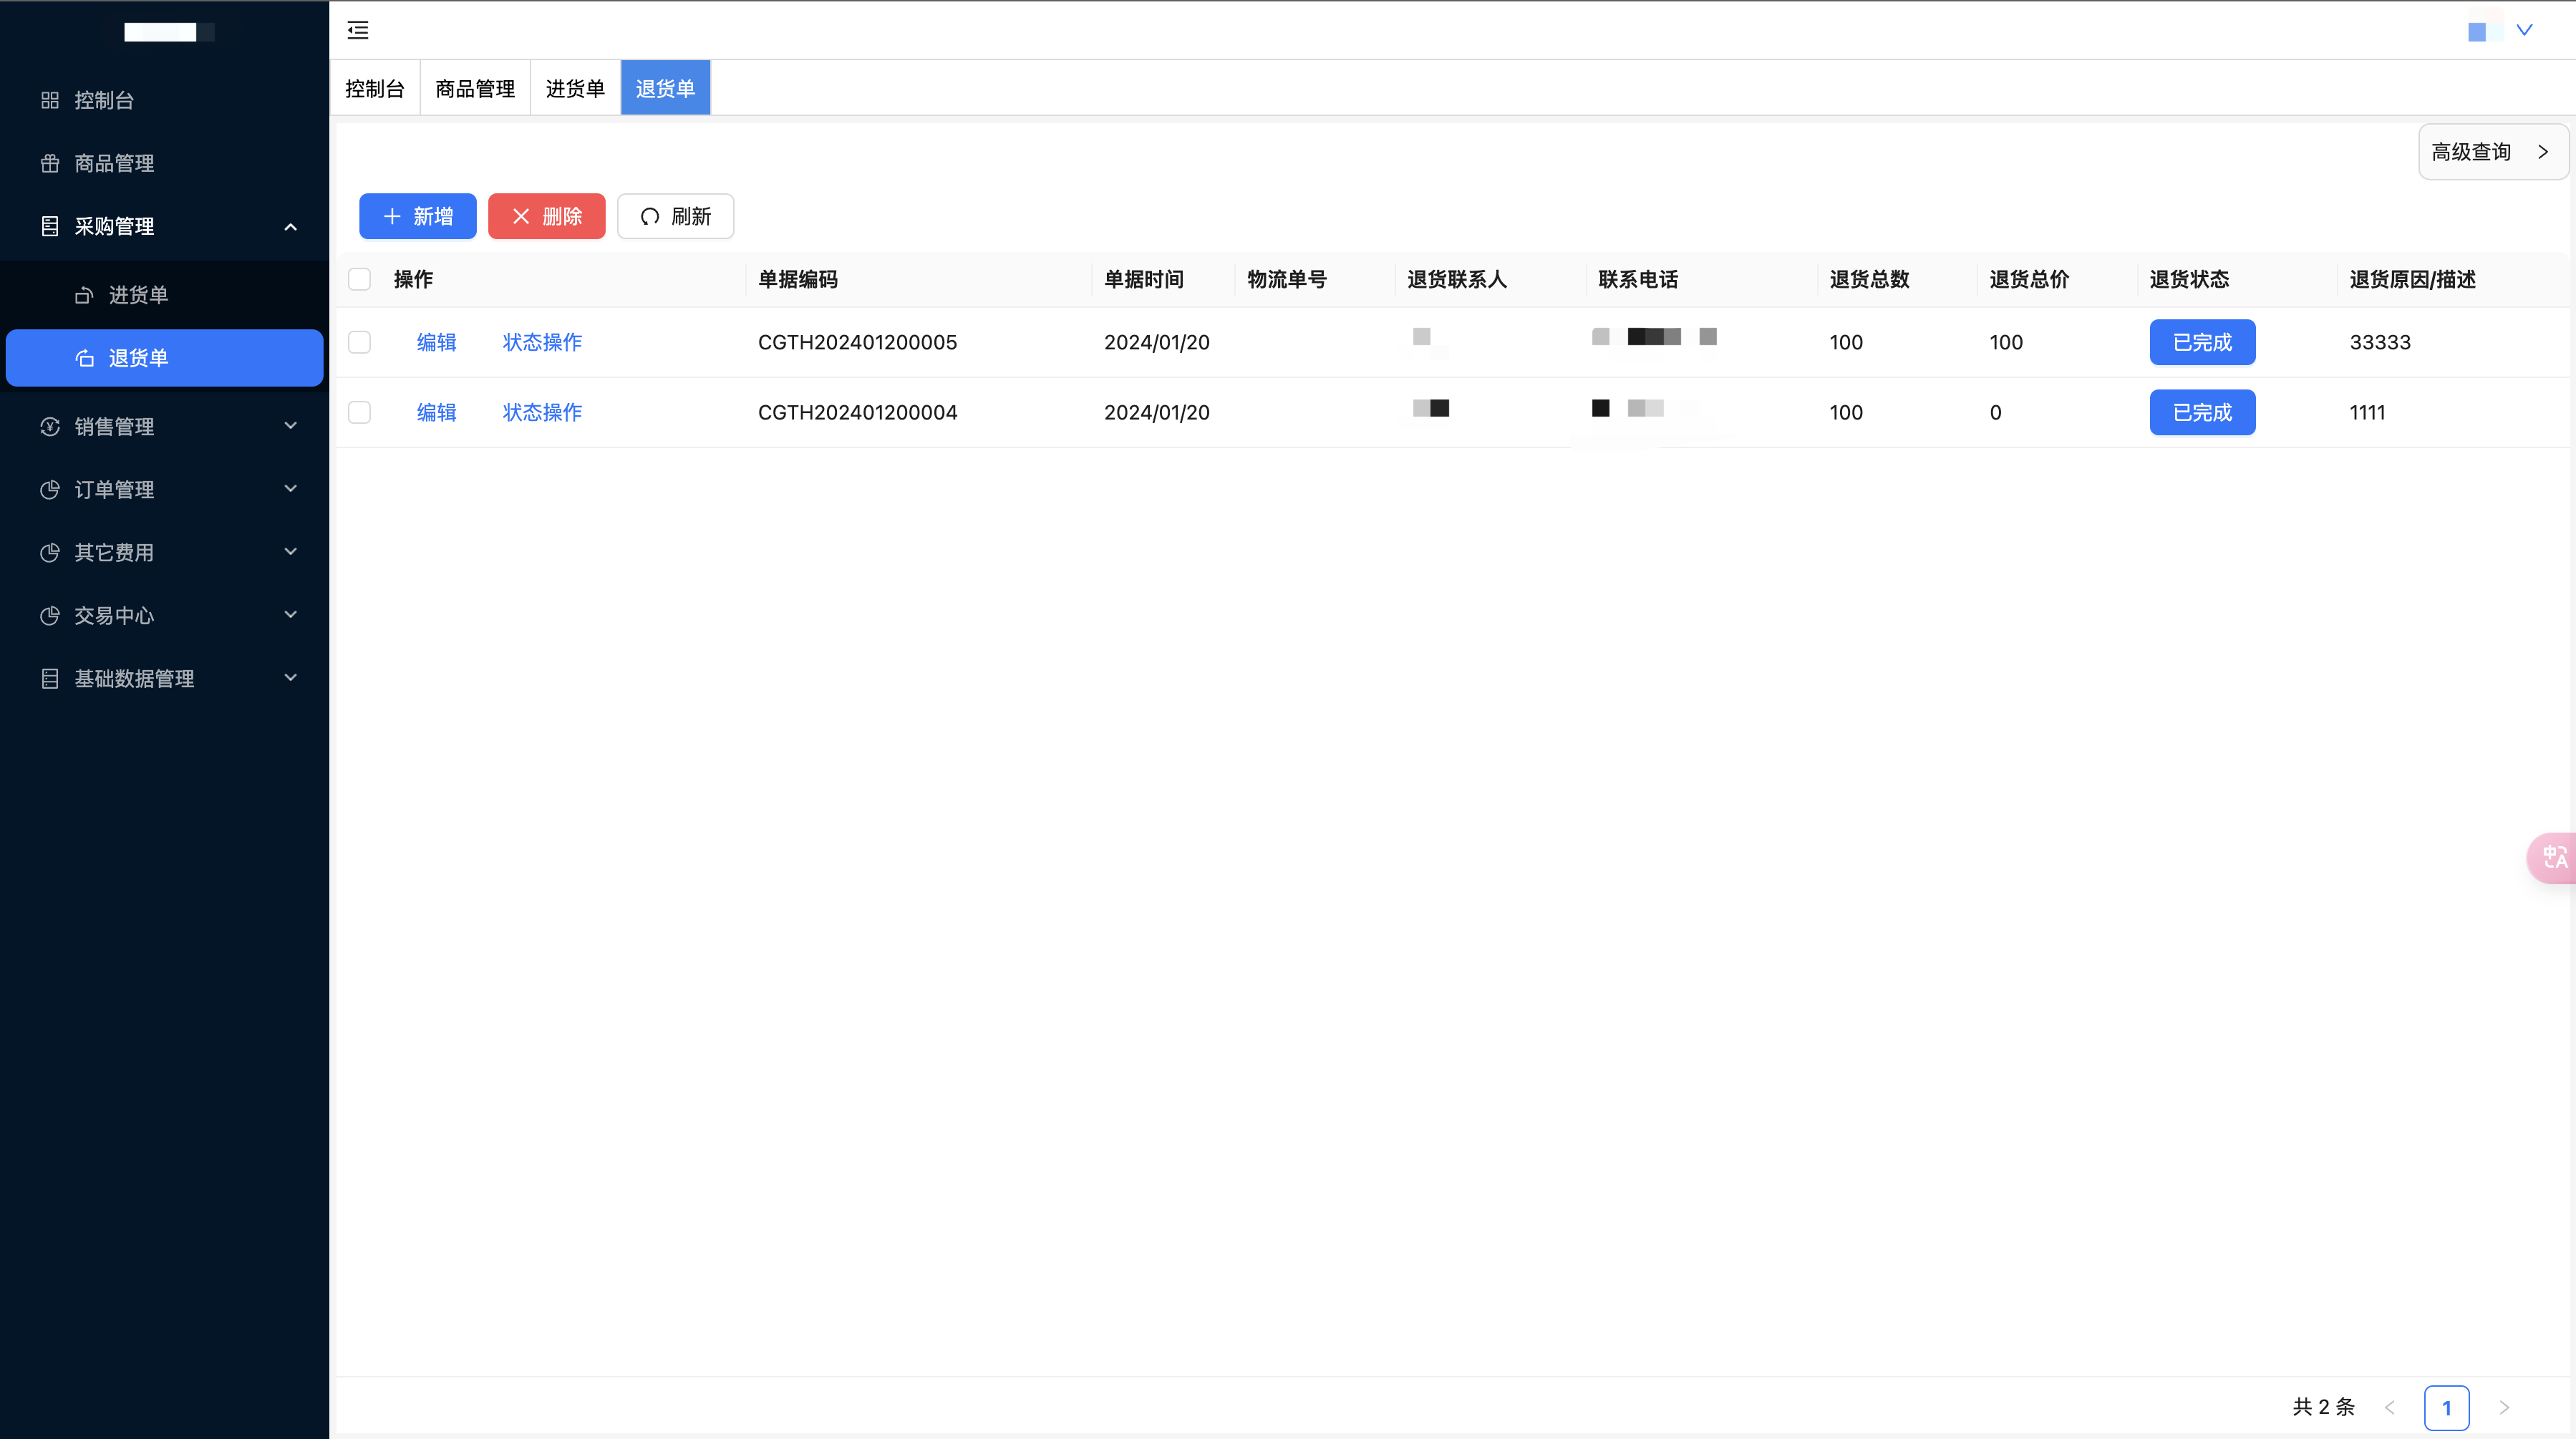 控制台
商品管理
采购管理
进货单
退货单
销售管理
订单管理
其它费用
交易中心
基础数据管理
控制台 商品管理 进货单 退货单
高级查询
新增 删除 刷新
操作 单据编码 单据时间 物流单号 退货联系人 联系电话 退货总数 退货总价 退货状态 退货原因/描述
编辑 状态操作 CGTH202401200005 2024/01/20 100 100 已完成 33333
编辑 状态操作 CGTH202401200004 2024/01/20 100 0 已完成 1111
共 2 条 1